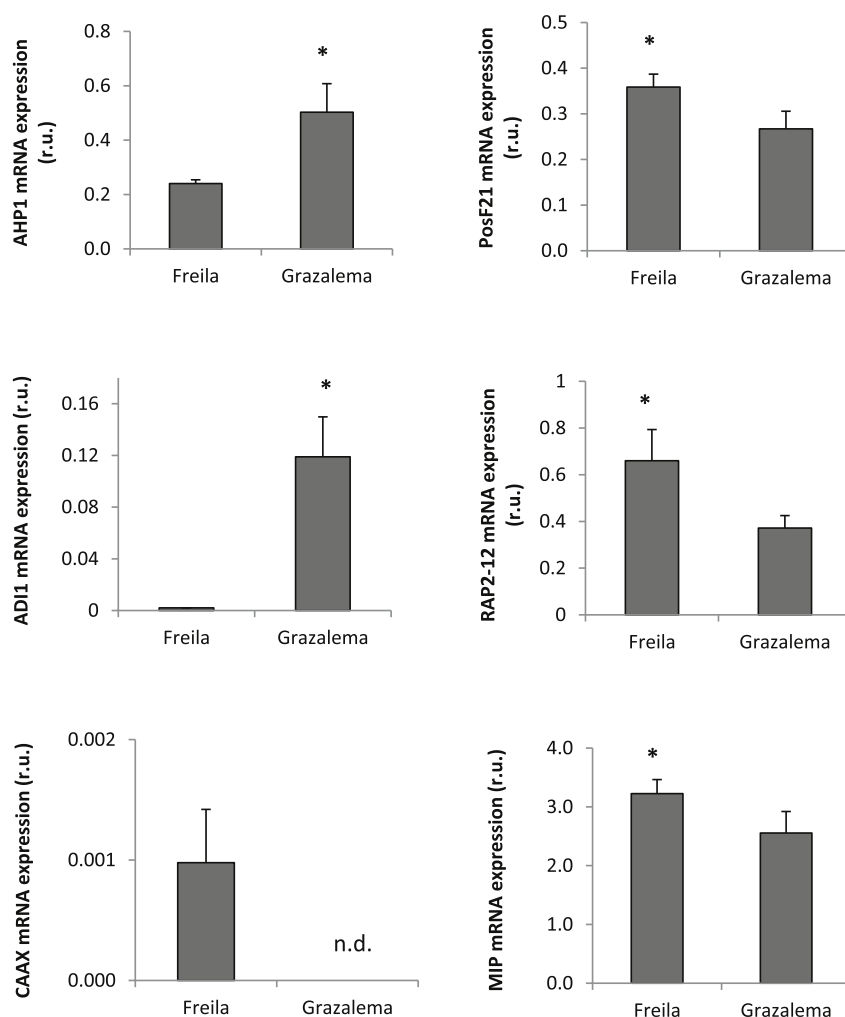 AHP1 mRNA expression
(r.u.)
0.8
0.6
0.4
0.2
0.0
*
Freila
Grazalema
PosF21 mRNA expression
(r.u.)
0.5
0.4
0.3
0.2
0.1
0.0
*
Freila
Grazalema
ADI1 mRNA expression (r.u.)
0.16
0.12
0.08
0.04
0
*
Freila
Grazalema
RAP2-12 mRNA expression
(r.u.)
1
0.8
0.6
0.4
0.2
0
*
Freila
Grazalema
CAAX mRNA expression (r.u.)
0.002
0.001
0.000
n.d.
Freila
Grazalema
MIP mRNA expression (r.u.)
4.0
3.0
2.0
1.0
0.0
*
Freila
Grazalema